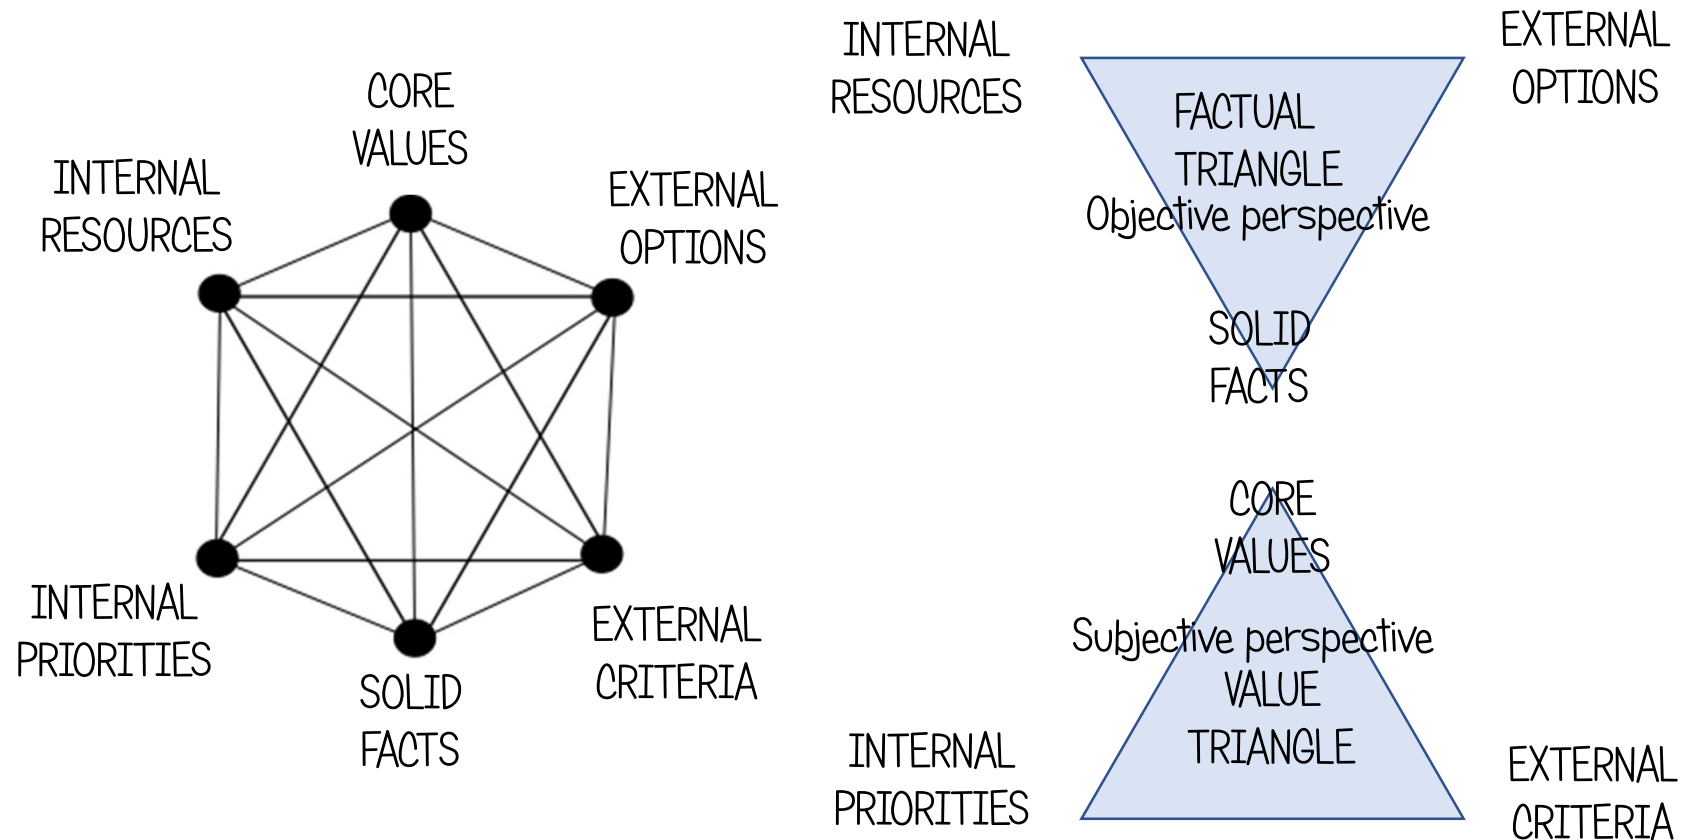 CORE
VALUES
INTERNAL
RESOURCES
EXTERNAL
OPTIONS
INTERNAL
PRIORITIES
EXTERNAL
CRITERIA
SOLID
FACTS
INTERNAL
RESOURCES
EXTERNAL
OPTIONS
FACTUAL
TRIANGLE
Objective perspective
SOLID
FACTS
CORE
VALUES
Subjective perspective
VALUE
TRIANGLE
INTERNAL
PRIORITIES
EXTERNAL
CRITERIA